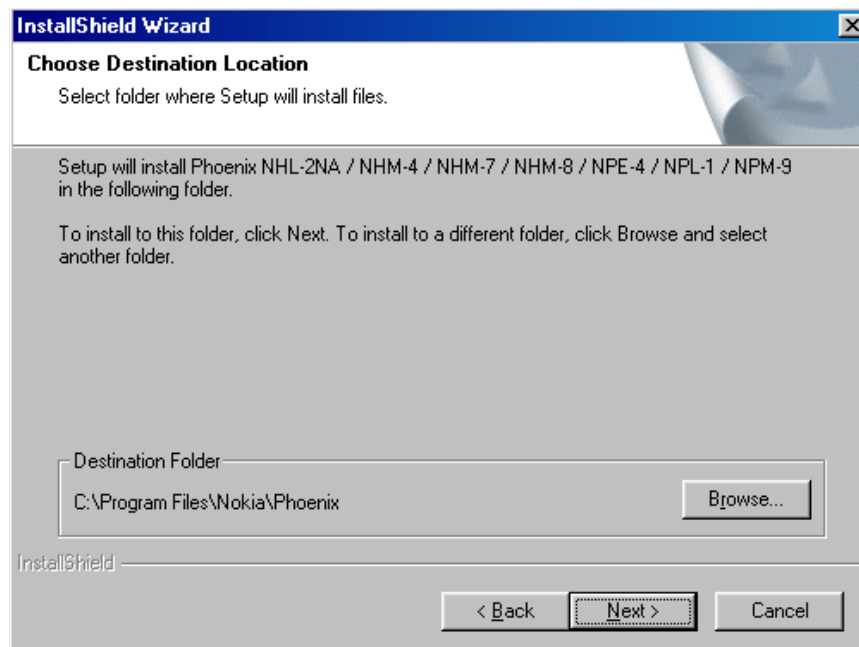 InstallShield Wizard
Choose Destination Location
Select folder where Setup will install files.
Setup will install Phoenix NHL-2NA / NHM-4 / NHM-7 / NHM-8 / NPE-4 / NPL-1 / NPM-9
in the following folder.
To install to this folder, click Next. To install to a different folder, click Browse and select
another folder.
Destination Folder
C:\Program Files\Nokia\Phoenix
Browse...
InstallShield
< Back
Next >
Cancel